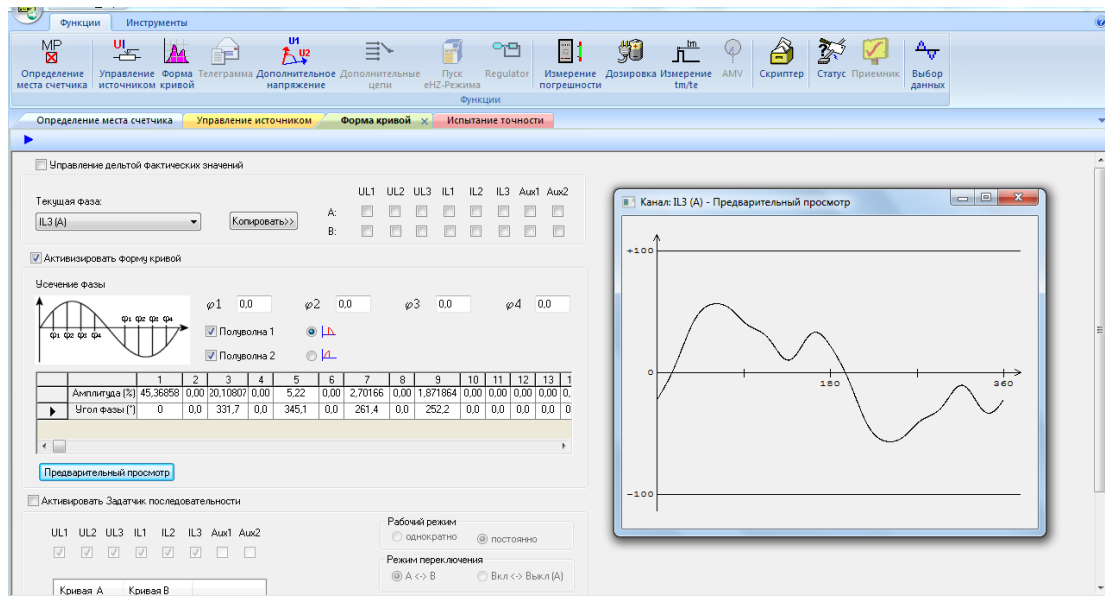 Функции Инструменты
MP UI U1 U2 tm
Определение места счетчика
Управление источником
Форма кривой
Телеграмма
Дополнительное напряжение
Дополнительные цепи
Пуск eHZ-Режима
Regulator
Измерение погрешности
Дозировка
Измерение tm/te
AMV
Скриптер
Статус
Приемник
Выбор данных
Функции
Определение места счетчика Управление источником Форма кривой Испытание точности
Управление дельтой фактических значений
UL1 UL2 UL3 IL1 IL2 IL3 Aux1 Aux2
Текущая фаза:
IL3 (A) Копировать>> A:
B:
Активизировать форму кривой
Усечение фазы
φ1 0,0 φ2 0,0 φ3 0,0 φ4 0,0
φ1 φ2 φ3 φ4
φ1 φ2 φ3 φ4
Полуволна 1
Полуволна 2
1 2 3 4 5 6 7 8 9 10 11 12 13 1
Амплитуда (%) 45,36858 0,00 20,10807 0,00 5,22 0,00 2,70166 0,00 1,871864 0,00 0,00 0,00 0,00 0,
Угол фазы (°) 0 0,0 331,7 0,0 345,1 0,0 261,4 0,0 252,2 0,0 0,0 0,0 0,0 0
Предварительный просмотр
Активировать Задатчик последовательности
UL1 UL2 UL3 IL1 IL2 IL3 Aux1 Aux2
Рабочий режим
однократно постоянно
Режим переключения
A <-> B Вкл <-> Выкл (A)
Кривая A Кривая B
Канал: IL3 (A) - Предварительный просмотр
+100
0 180 360
-100